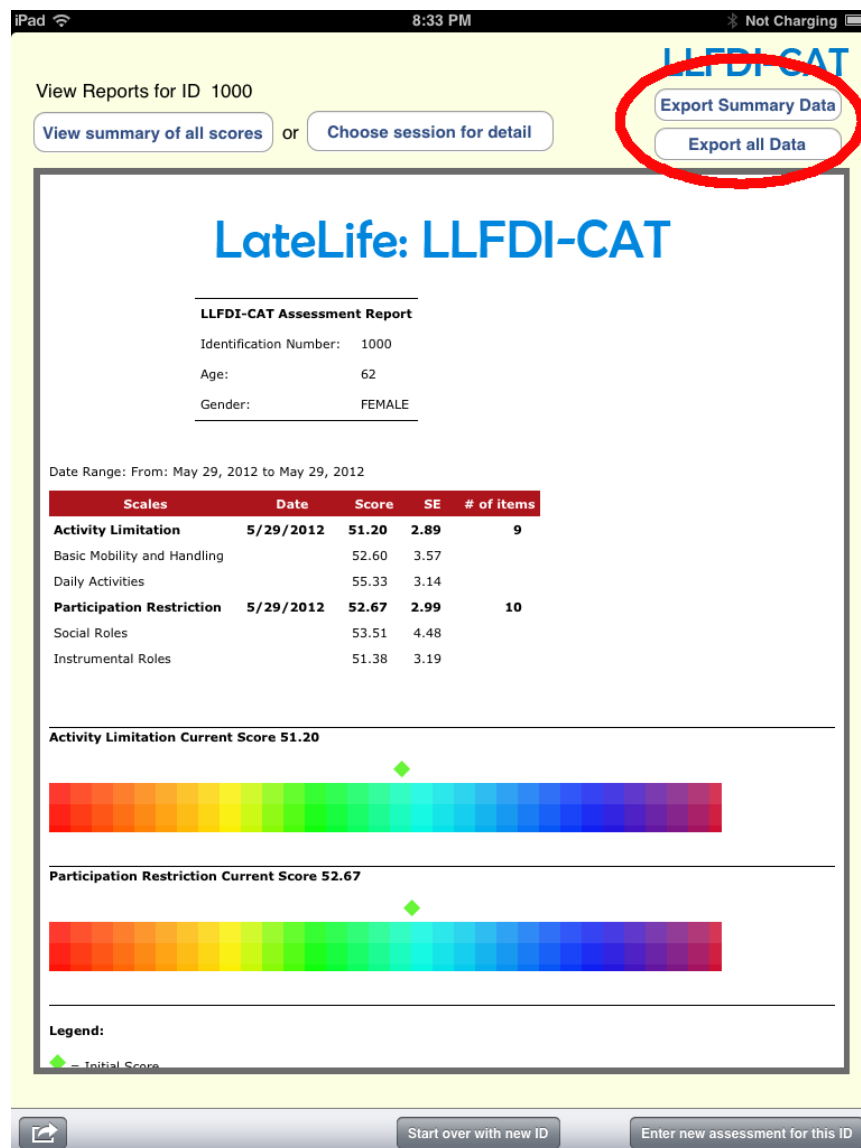 iPad 8:33 PM Not Charging
LLFDI-CAT
View Reports for ID 1000
Export Summary Data
View summary of all scores or Choose session for detail
Export all Data
LateLife: LLFDI-CAT
LLFDI-CAT Assessment Report
Identification Number: 1000
Age: 62
Gender: FEMALE
Date Range: From: May 29, 2012 to May 29, 2012
Scales Date Score SE # of items
Activity Limitation 5/29/2012 51.20 2.89 9
Basic Mobility and Handling 52.60 3.57
Daily Activities 55.33 3.14
Participation Restriction 5/29/2012 52.67 2.99 10
Social Roles 53.51 4.48
Instrumental Roles 51.38 3.19
Activity Limitation Current Score 51.20
Participation Restriction Current Score 52.67
Legend:
= Initial Score
Start over with new ID Enter new assessment for this ID